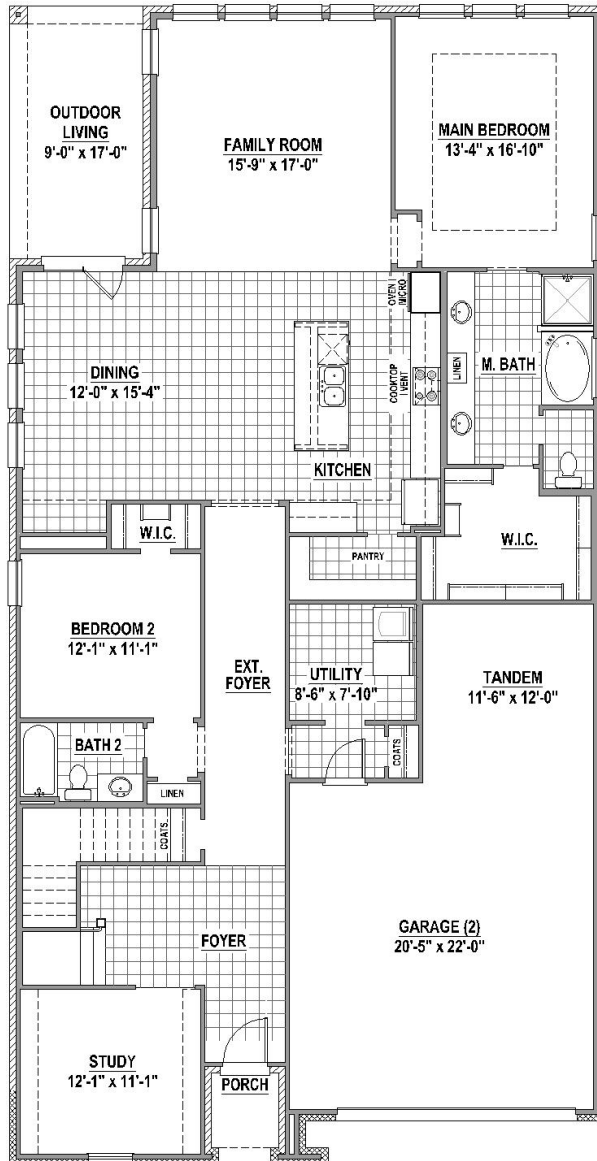 OUTDOOR
LIVING
9'-0" x 17'-0"
FAMILY ROOM
15'-9" x 17'-0"
MAIN BEDROOM
13'-4" x 16'-10"
OVEN
MICRO
DINING
12'-0" x 15'-4"
COOKTOP
OVEN
LINEN
M. BATH
KITCHEN
W.I.C.
PANTRY
W.I.C.
BEDROOM 2
12'-1" x 11'-1"
EXT.
FOYER
UTILITY
8'-6" x 7'-10"
TANDEM
11'-6" x 12'-0"
BATH 2
COATS
LINEN
COATS
FOYER
GARAGE (2)
20'-5" x 22'-0"
STUDY
12'-1" x 11'-1"
PORCH